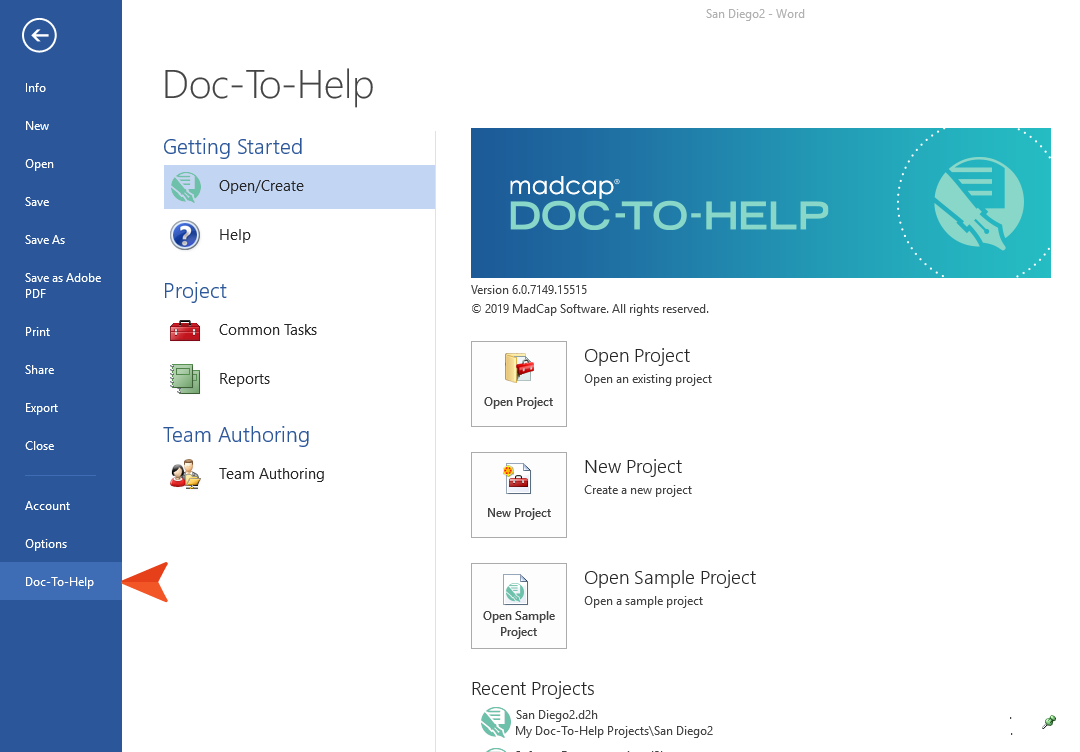 San Diego2 - Word
Info
New
Open
Save
Save As
Save as Adobe
PDF
Print
Share
Export
Close
Account
Options
Doc-To-Help
Doc-To-Help
Getting Started
Open/Create
Help
Project
Common Tasks
Reports
Team Authoring
Team Authoring
madcap®
DOC-TO-HELP
Version 6.0.7149.15515
© 2019 MadCap Software. All rights reserved.
Open Project
Open Project
Open an existing project
New Project
New Project
Create a new project
Open Sample
Project
Open Sample Project
Open a sample project
Recent Projects
San Diego2.d2h
My Doc-To-Help Projects\San Diego2